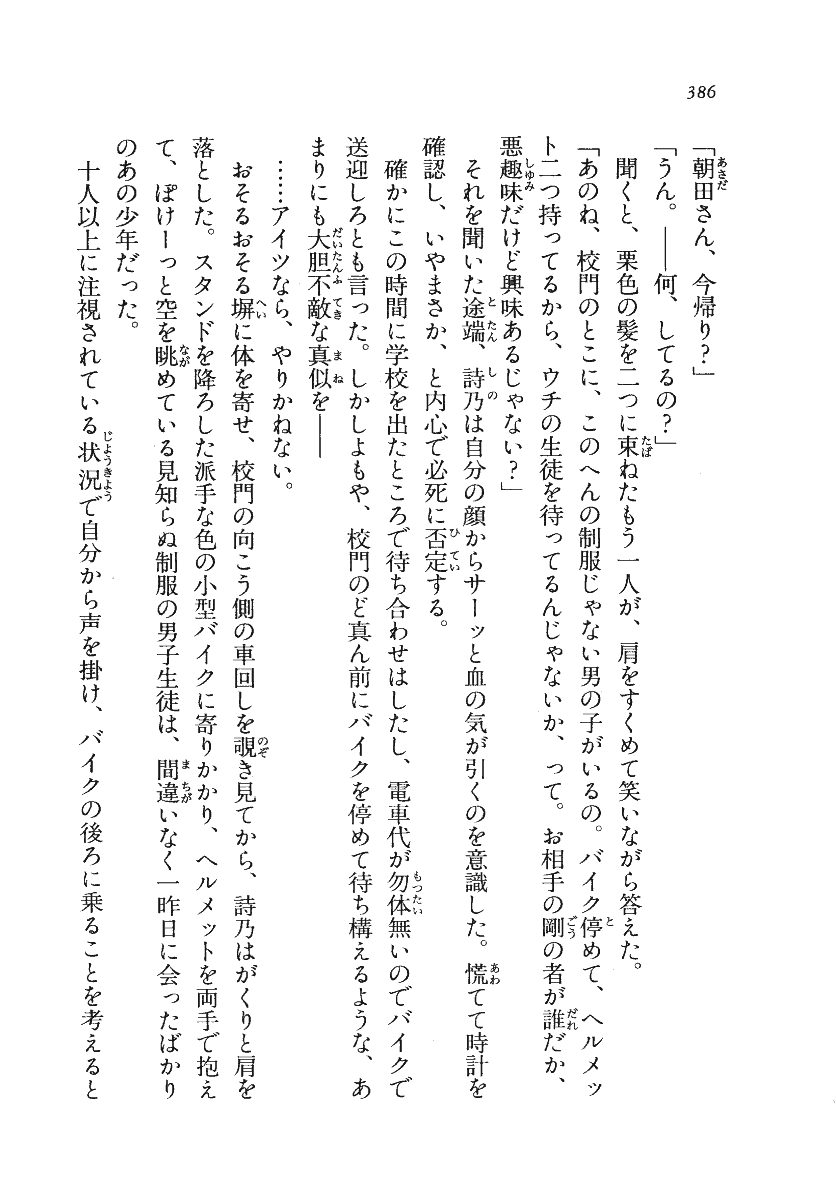 386
「朝田さん、今帰り？」
「うん。——何、してるの？」
聞くと、栗色の髪を二つに束ねたもう一人が、肩をすくめて笑いながら答えた。
「あのね、校門のとこに、このへんの制服じゃない男の子がいるの。バイク停めて、ヘルメッ
ト二つ持ってるから、ウチの生徒を待ってるんじゃないか、って。お相手の剛の者が誰だか、
悪趣味だけど興味あるじゃない？」
それを聞いた途端、詩乃は自分の顔からサーッと血の気が引くのを意識した。慌てて時計を
確認し、いやまさか、と内心で必死に否定する。
確かにこの時間に学校を出たところで待ち合わせはしたし、電車代が勿体無いのでバイクで
送迎しろとも言った。しかしよもや、校門のど真ん前にバイクを停めて待ち構えるような、あ
まりにも大胆不敵な真似を——
……アイツなら、やりかねない。
おそるおそる塀に体を寄せ、校門の向こう側の車回しを覗き見てから、詩乃はがくりと肩を
落とした。スタンドを降ろした派手な色の小型バイクに寄りかかり、ヘルメットを両手で抱え
て、ぽけーっと空を眺めている見知らぬ制服の男子生徒は、間違いなく一昨日に会ったばかり
のあの少年だった。
十人以上に注視されている状況で自分から声を掛け、バイクの後ろに乗ることを考えると